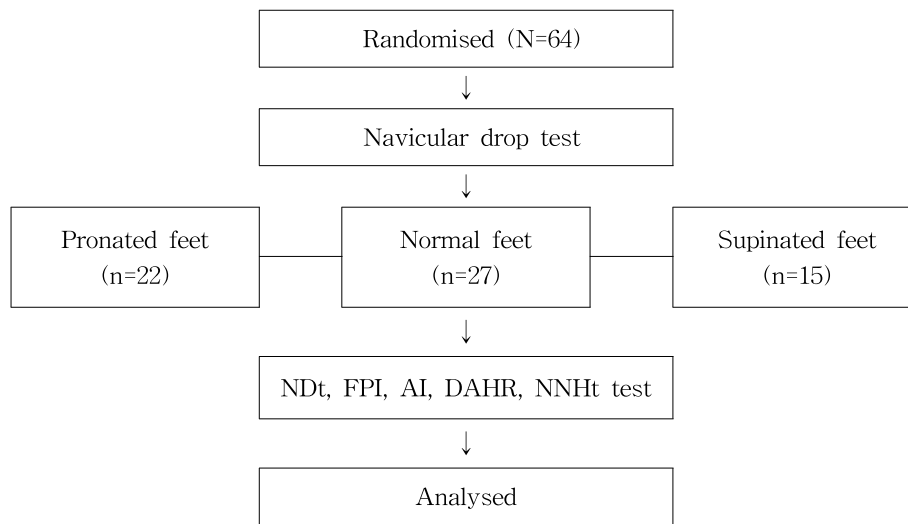 Randomised (N=64)
Navicular drop test
Pronated feet
(n=22)
Normal feet
(n=27)
Supinated feet
(n=15)
NDt, FPI, AI, DAHR, NNHt test
Analysed